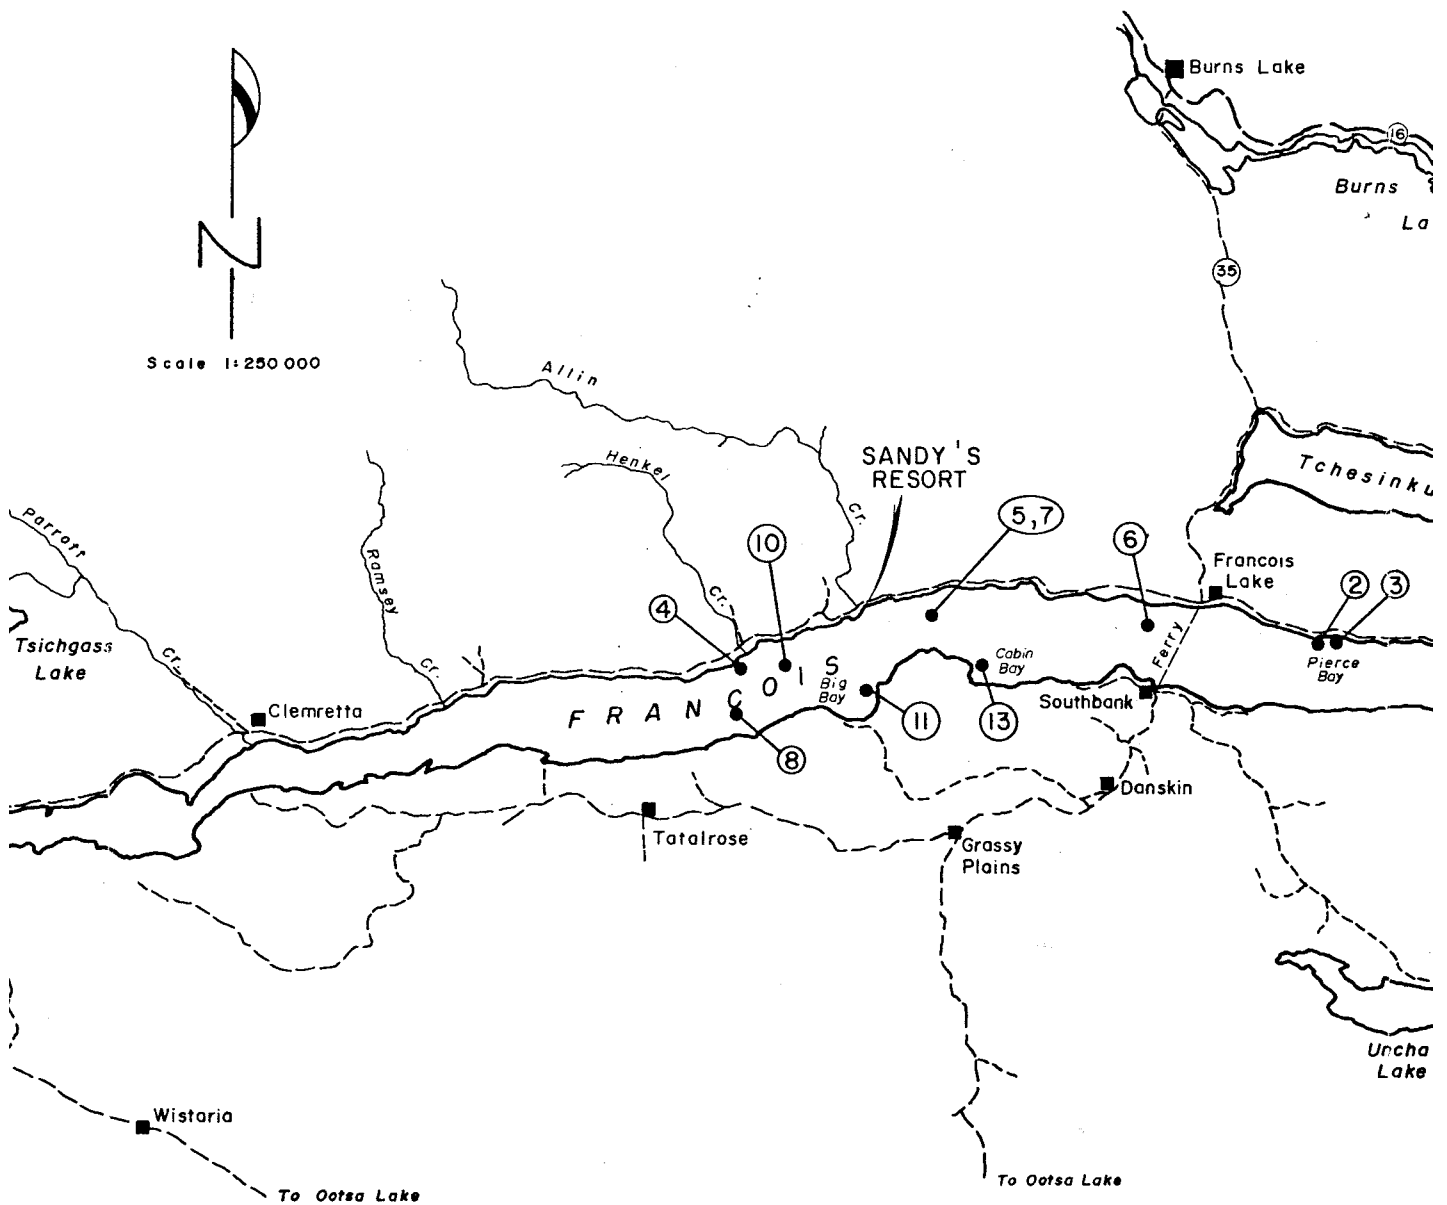 Burns Lake
16
Burns
La
N
35
Scale 1:250 000
Allin
SANDY'S
RESORT
Henkel
Tchesinku
Parrott
Cr.
5,7
10
6
Ramsey
Francois
Lake
4
Cr.
2
3
Tsichgass
Lake
Ferry
Cr.
Cr.
Cabin
Bay
Pierce
Bay
Big
Bay
Southbank
Clemretta
FRANCOIS
11
13
8
Danskin
Tatalrose
Grassy
Plains
Uncha
Lake
Wistaria
To Ootsa Lake
To Ootsa Lake